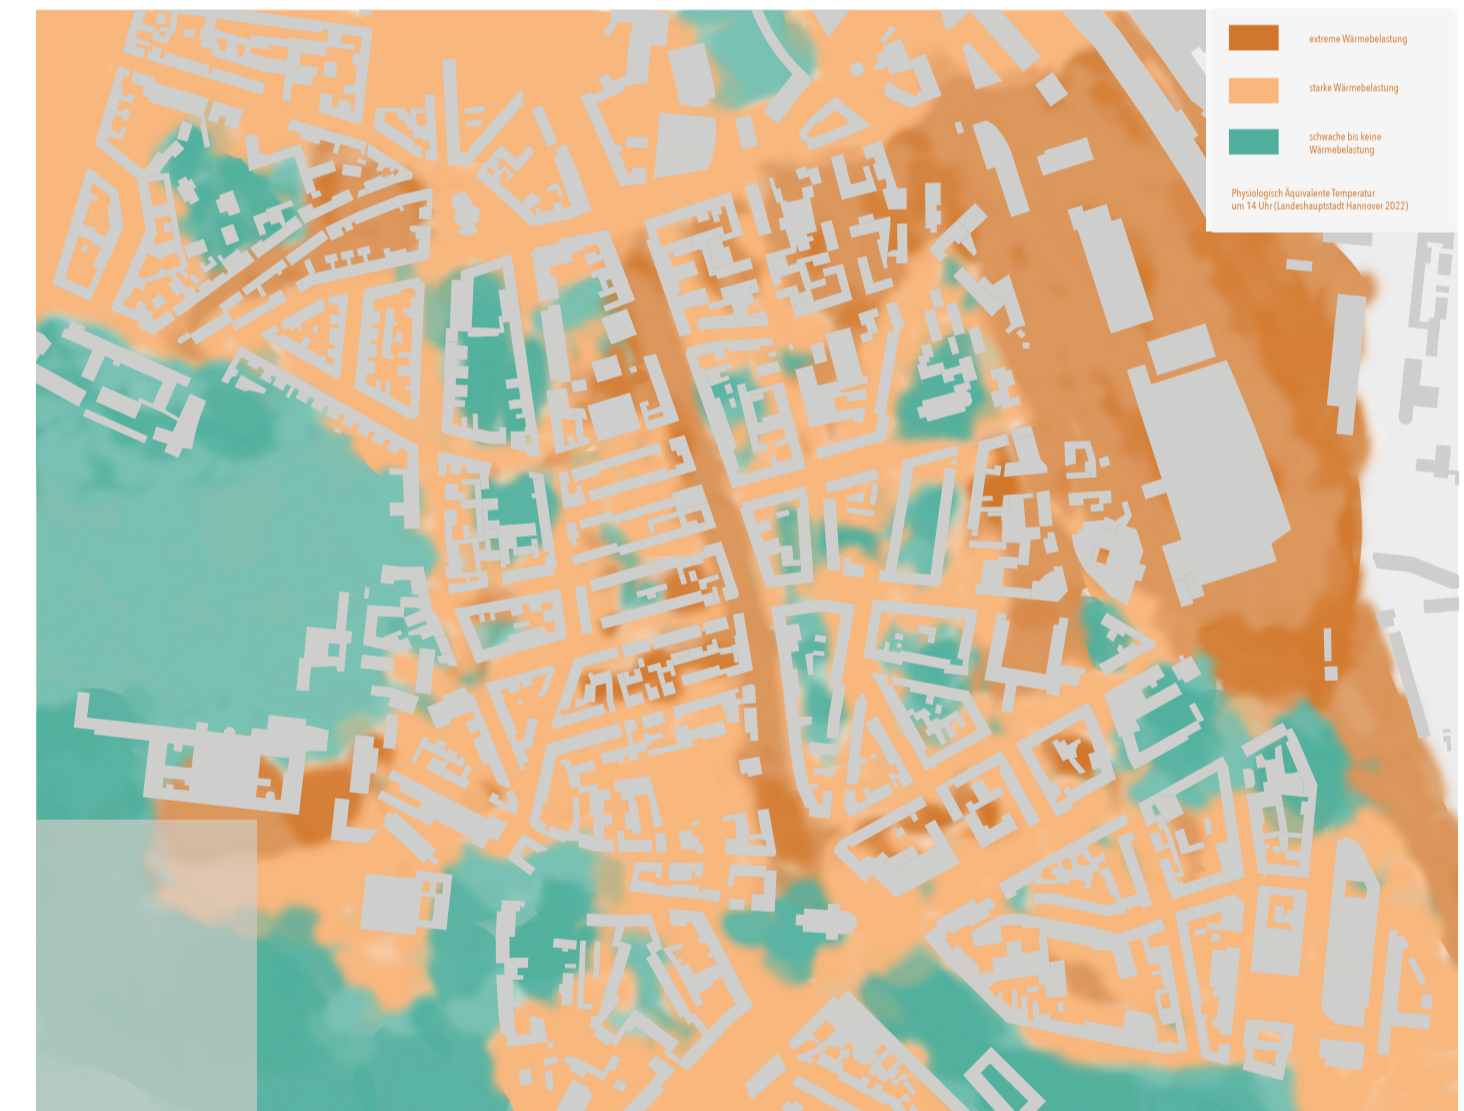 extreme Wärmebelastung
starke Wärmebelastung
schwache bis keine
Wärmebelastung
Physiologisch Äquivalente Temperatur
um 14 Uhr (Landeshauptstadt Hannover 2022)